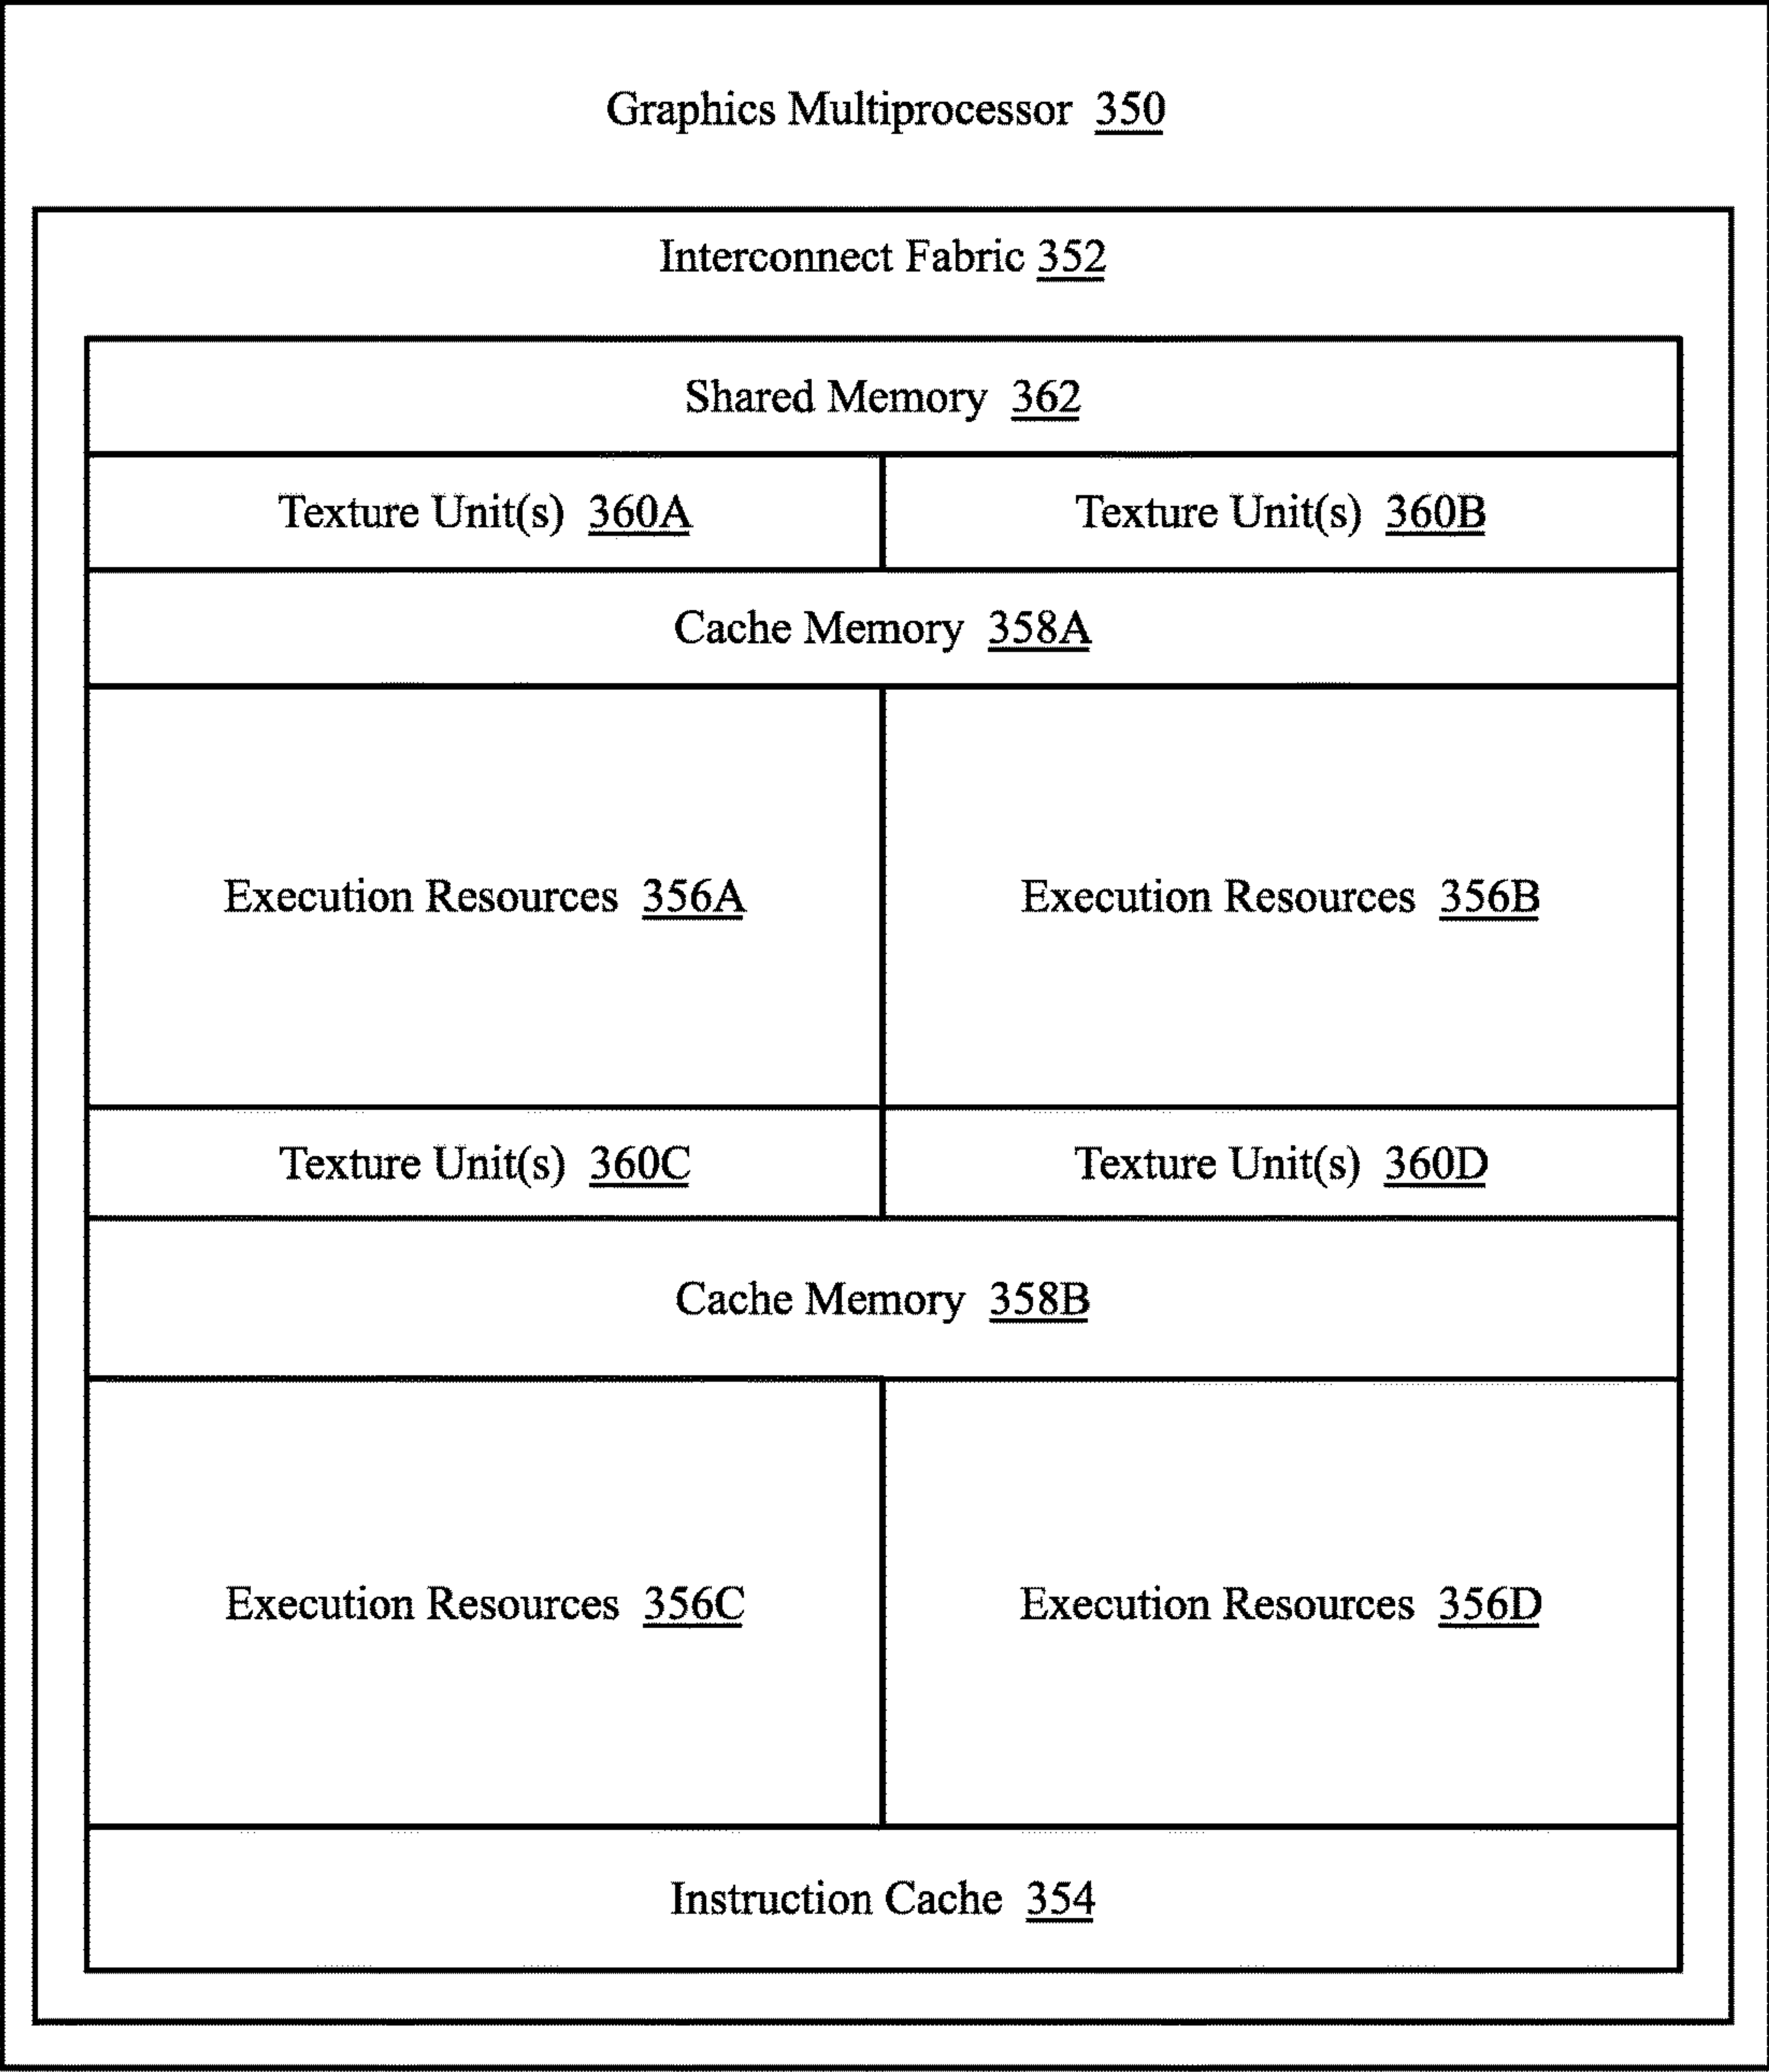 Graphics Multiprocessor 350
Interconnect Fabric 352
Shared Memory 362
Texture Unit(s) 360A
Texture Unit(s) 360B
Cache Memory 358A
Execution Resources 356A
Execution Resources 356B
Texture Unit(s) 360C
Texture Unit(s) 360D
Cache Memory 358B
Execution Resources 356C
Execution Resources 356D
Instruction Cache 354